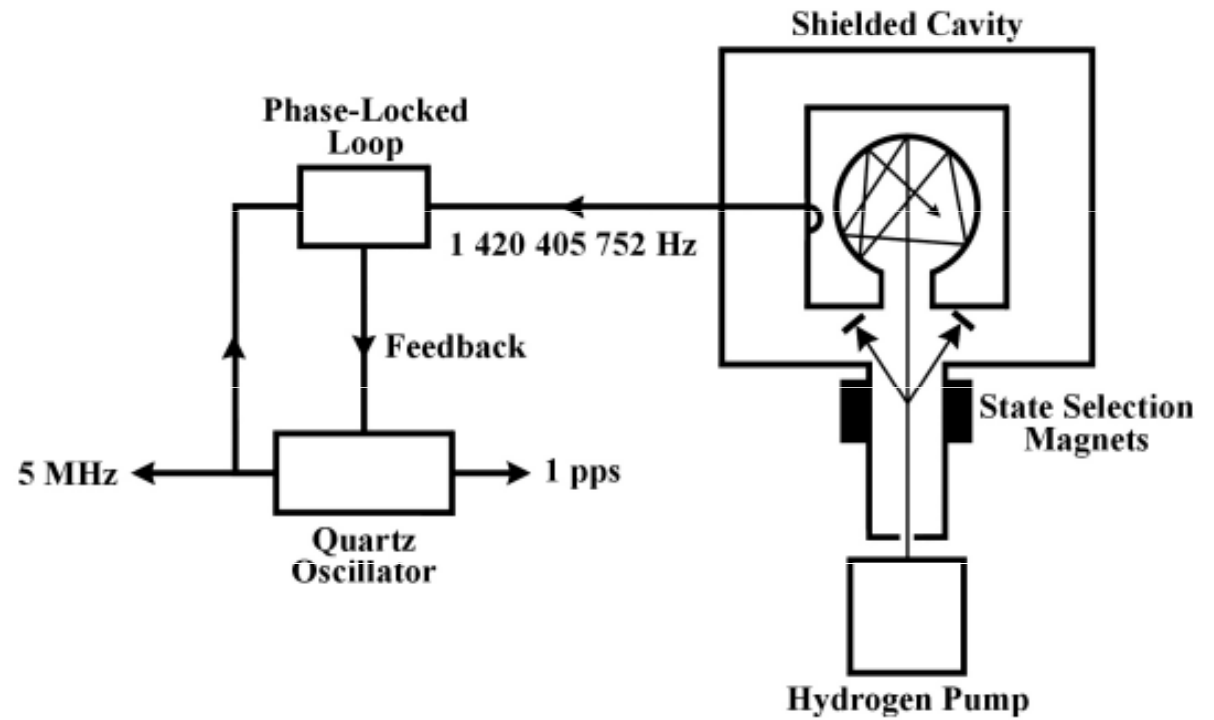 Shielded Cavity
Phase-Locked
Loop
1 420 405 752 Hz
Feedback
State Selection
Magnets
5 MHz
1 pps
Quartz
Oscillator
Hydrogen Pump